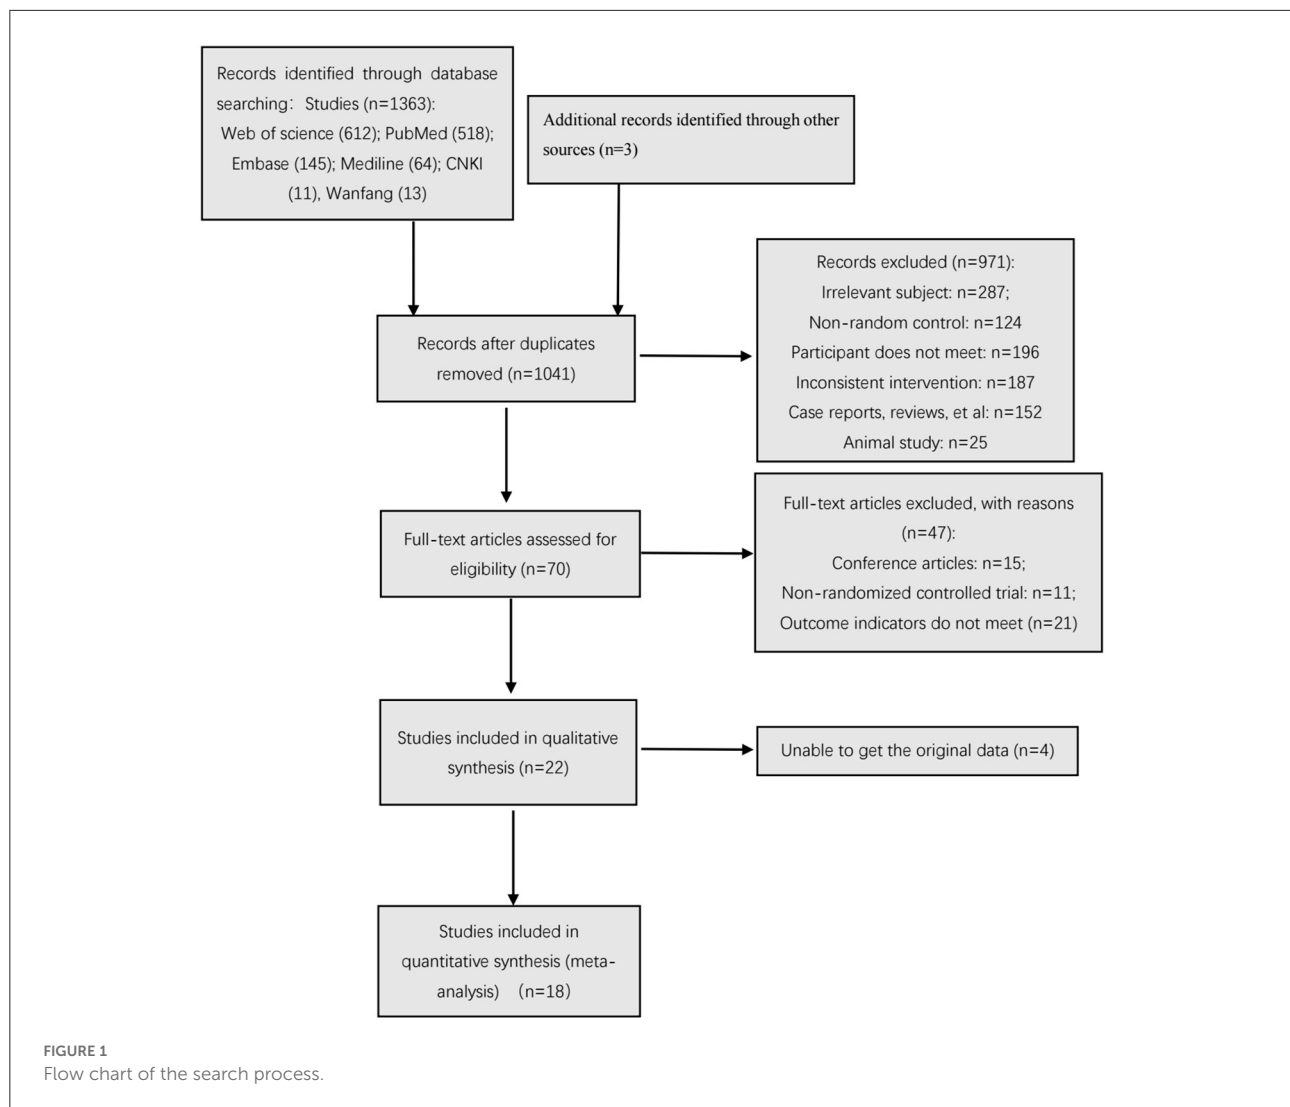 Records identified through database
searching: Studies (n=1363):
Web of science (612); PubMed (518);
Embase (145); Mediline (64); CNKI
(11), Wanfang (13)
Additional records identified through other
sources (n=3)
Records after duplicates
removed (n=1041)
Records excluded (n=971):
Irrelevant subject: n=287;
Non-random control: n=124
Participant does not meet: n=196
Inconsistent intervention: n=187
Case reports, reviews, et al: n=152
Animal study: n=25
Full-text articles assessed for
eligibility (n=70)
Full-text articles excluded, with reasons
(n=47):
Conference articles: n=15;
Non-randomized controlled trial: n=11;
Outcome indicators do not meet (n=21)
Studies included in qualitative
synthesis (n=22)
Unable to get the original data (n=4)
Studies included in
quantitative synthesis (meta-
analysis) (n=18)
FIGURE 1
Flow chart of the search process.